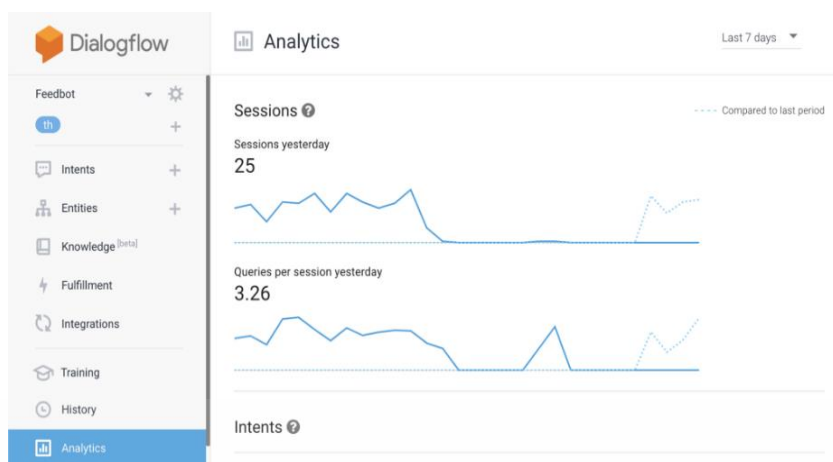 Dialogflow
Feedbot
th
Intents
Entities
Knowledge [beta]
Fulfillment
Integrations
Training
History
Analytics
Analytics
Last 7 days
Sessions
Compared to last period
Sessions yesterday
25
Queries per session yesterday
3.26
Intents